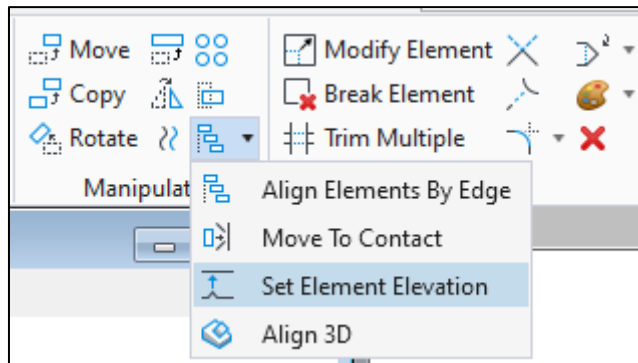 Move
Modify Element
Copy
Break Element
Rotate
Trim Multiple
Manipulat
Align Elements By Edge
Move To Contact
Set Element Elevation
Align 3D